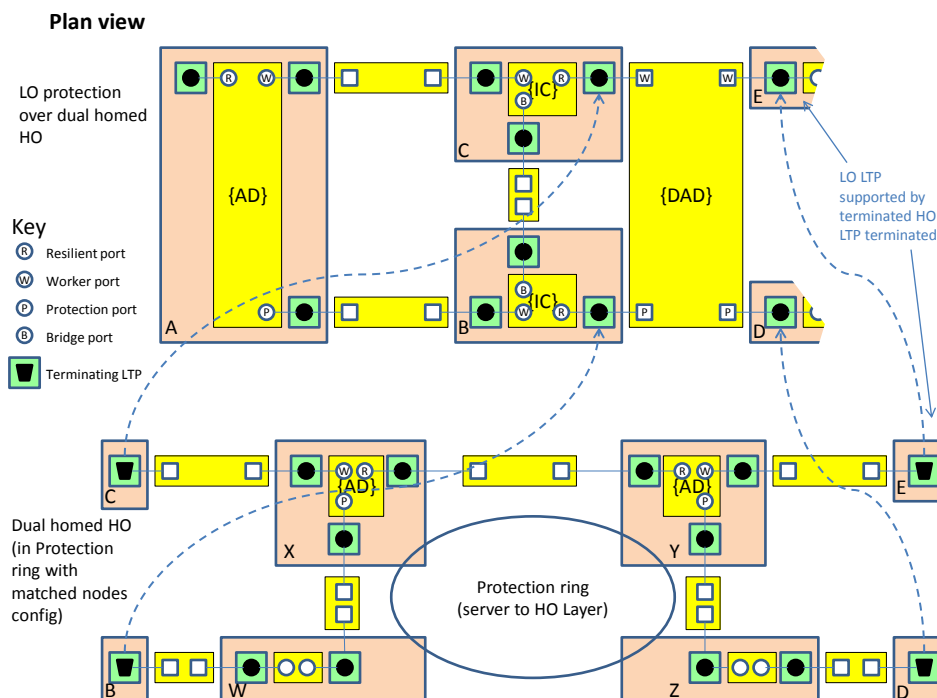 Plan view
LO protection
over dual homed
HO
R
W
W
R
{IC}
B
C
W
W
E
{AD}
{DAD}
LO LTP
supported by
terminated HO
LTP terminated
Key
R Resilient port
W Worker port
P Protection port
B Bridge port
Terminating LTP
A
P
B
{IC}
W
R
B
P
P
D
C
W
R
{AD}
P
X
R
W
{AD}
P
Y
E
Dual homed HO
(in Protection
ring with
matched nodes
config)
Protection ring
(server to HO Layer)
B
W
Z
D